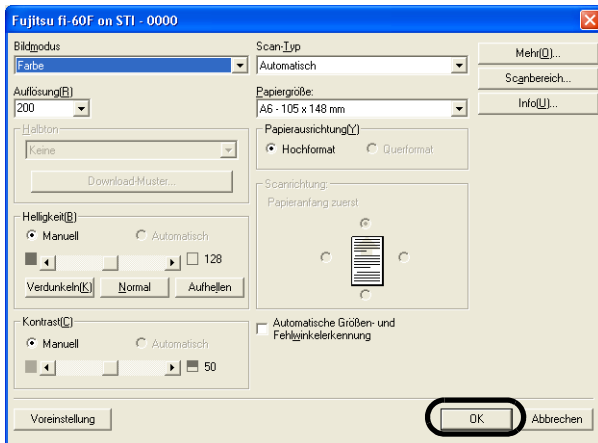 Fujitsu fi-60F on STI - 0000
Bildmodus
Farbe
Auflösung(R)
200
Halbton
Keine
Download-Muster...
Helligkeit(B)
Manuell
Automatisch
128
Verdunkeln(K)
Normal
Aufhellen
Kontrast(C)
Manuell
Automatisch
50
Scan-Typ
Automatisch
Papiergröße:
A6 - 105 x 148 mm
Papierausrichtung(Y)
Hochformat
Querformat
Scanrichtung:
Papieranfang zuerst
Automatische Größen- und
Fehlwinkelerkennung
Mehr(O)...
Scanbereich...
Info(U)...
Voreinstellung
OK
Abbrechen